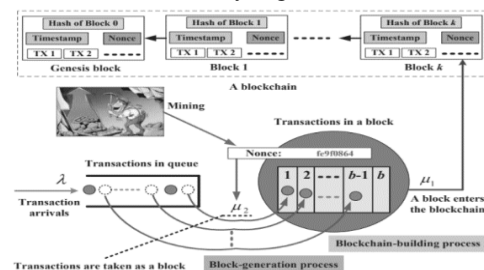 Hash of Block 0
Timestamp Nonce
TX 1 TX 2
Genesis block
Hash of Block 1
Timestamp Nonce
TX 1 TX 2
Block 1
Hash of Block k
Timestamp Nonce
TX 1 TX 2
Block k
A blockchain
Mining
Transactions in a block
Nonce: fe9f0864
1 2 b-1 b
Transactions in queue
λ
Transaction
arrivals
μ2
μ1
A block enters
the blockchain
Blockchain-building process
Transactions are taken as a block
Block-generation process